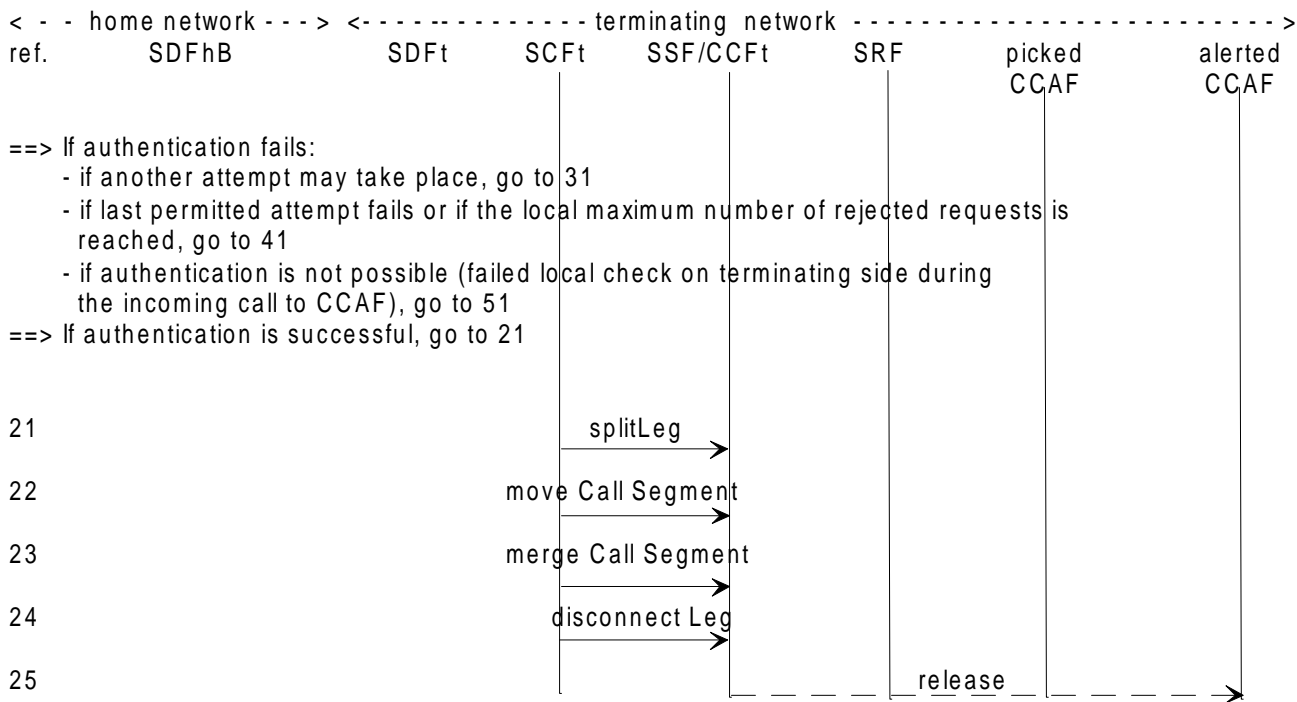 < - - home network - - - > <- - - - -- - - - - - - - - - terminating network - - - - - - - - - - - - - - - - - - - - - - - - - - >
ref. SDFhB SDFt SCFt SSF/CCFt SRF picked alerted
CCAF CCAF
==> If authentication fails:
- if another attempt may take place, go to 31
- if last permitted attempt fails or if the local maximum number of rejected requests is
reached, go to 41
- if authentication is not possible (failed local check on terminating side during
the incoming call to CCAF), go to 51
==> If authentication is successful, go to 21
21 splitLeg
22 move Call Segment
23 merge Call Segment
24 disconnect Leg
25 release